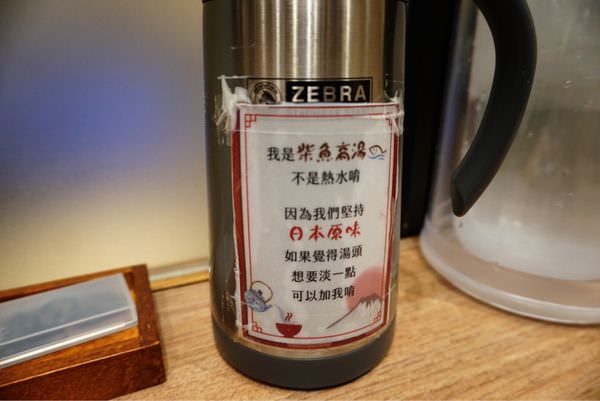 ZEBRA
我是柴魚高湯
不是熱水唷
因為我們堅持
日本原味
如果覺得湯頭
想要淡一點
可以加我唷